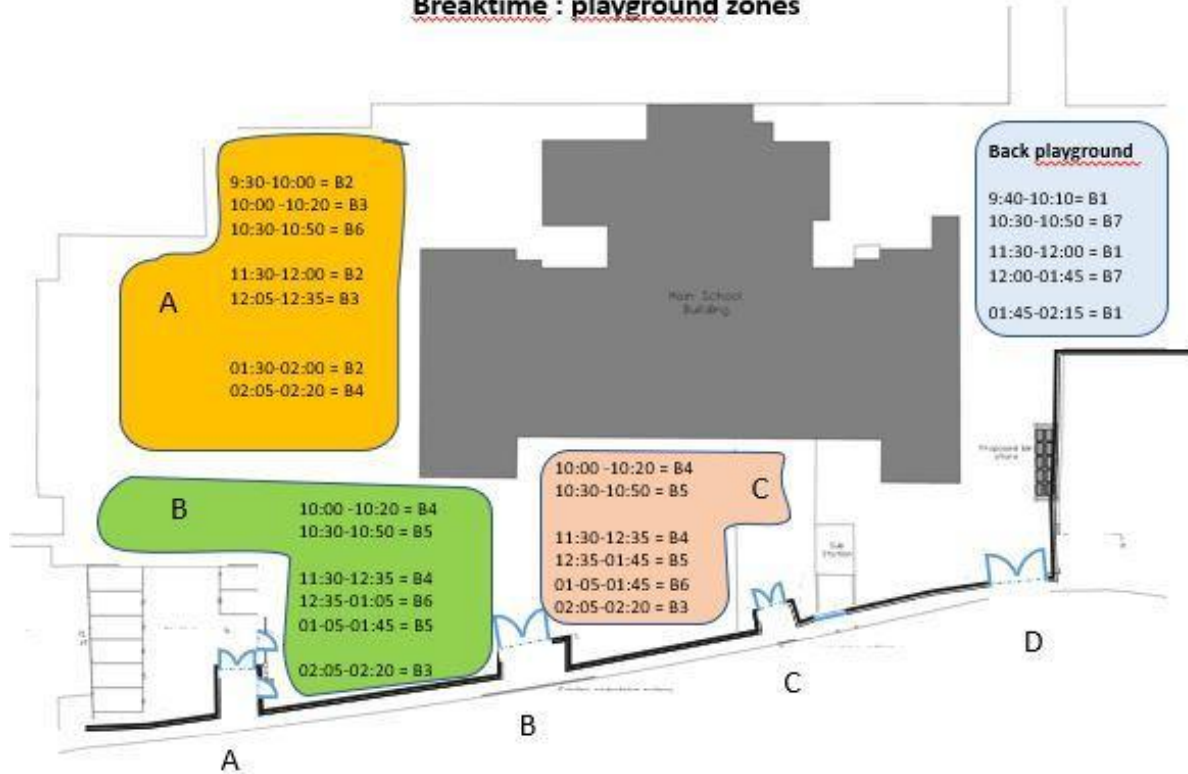 Breaktime : playground zones
9:30-10:00 = B2
10:00 -10:20 = B3
10:30-10:50 = B6
11:30-12:00 = B2
12:05-12:35= B3
A
01:30-02:00 = B2
02:05-02:20 = B4
Main School
Building
Back playground
9:40-10:10= B1
10:30-10:50 = B7
11:30-12:00 = B1
12:00-01:45 = B7
01:45-02:15 = B1
B
10:00 -10:20 = B4
10:30-10:50 = B5
11:30-12:35 = B4
12:35-01:05 = B6
01-05-01:45 = B5
02:05-02:20 = B3
C
10:00 -10:20 = B4
10:30-10:50 = B5
11:30-12:35 = B4
12:35-01:45 = B5
01-05-01:45 = B6
02:05-02:20 = B3
Sub
Station
Proposed bin
store
A
B
C
D